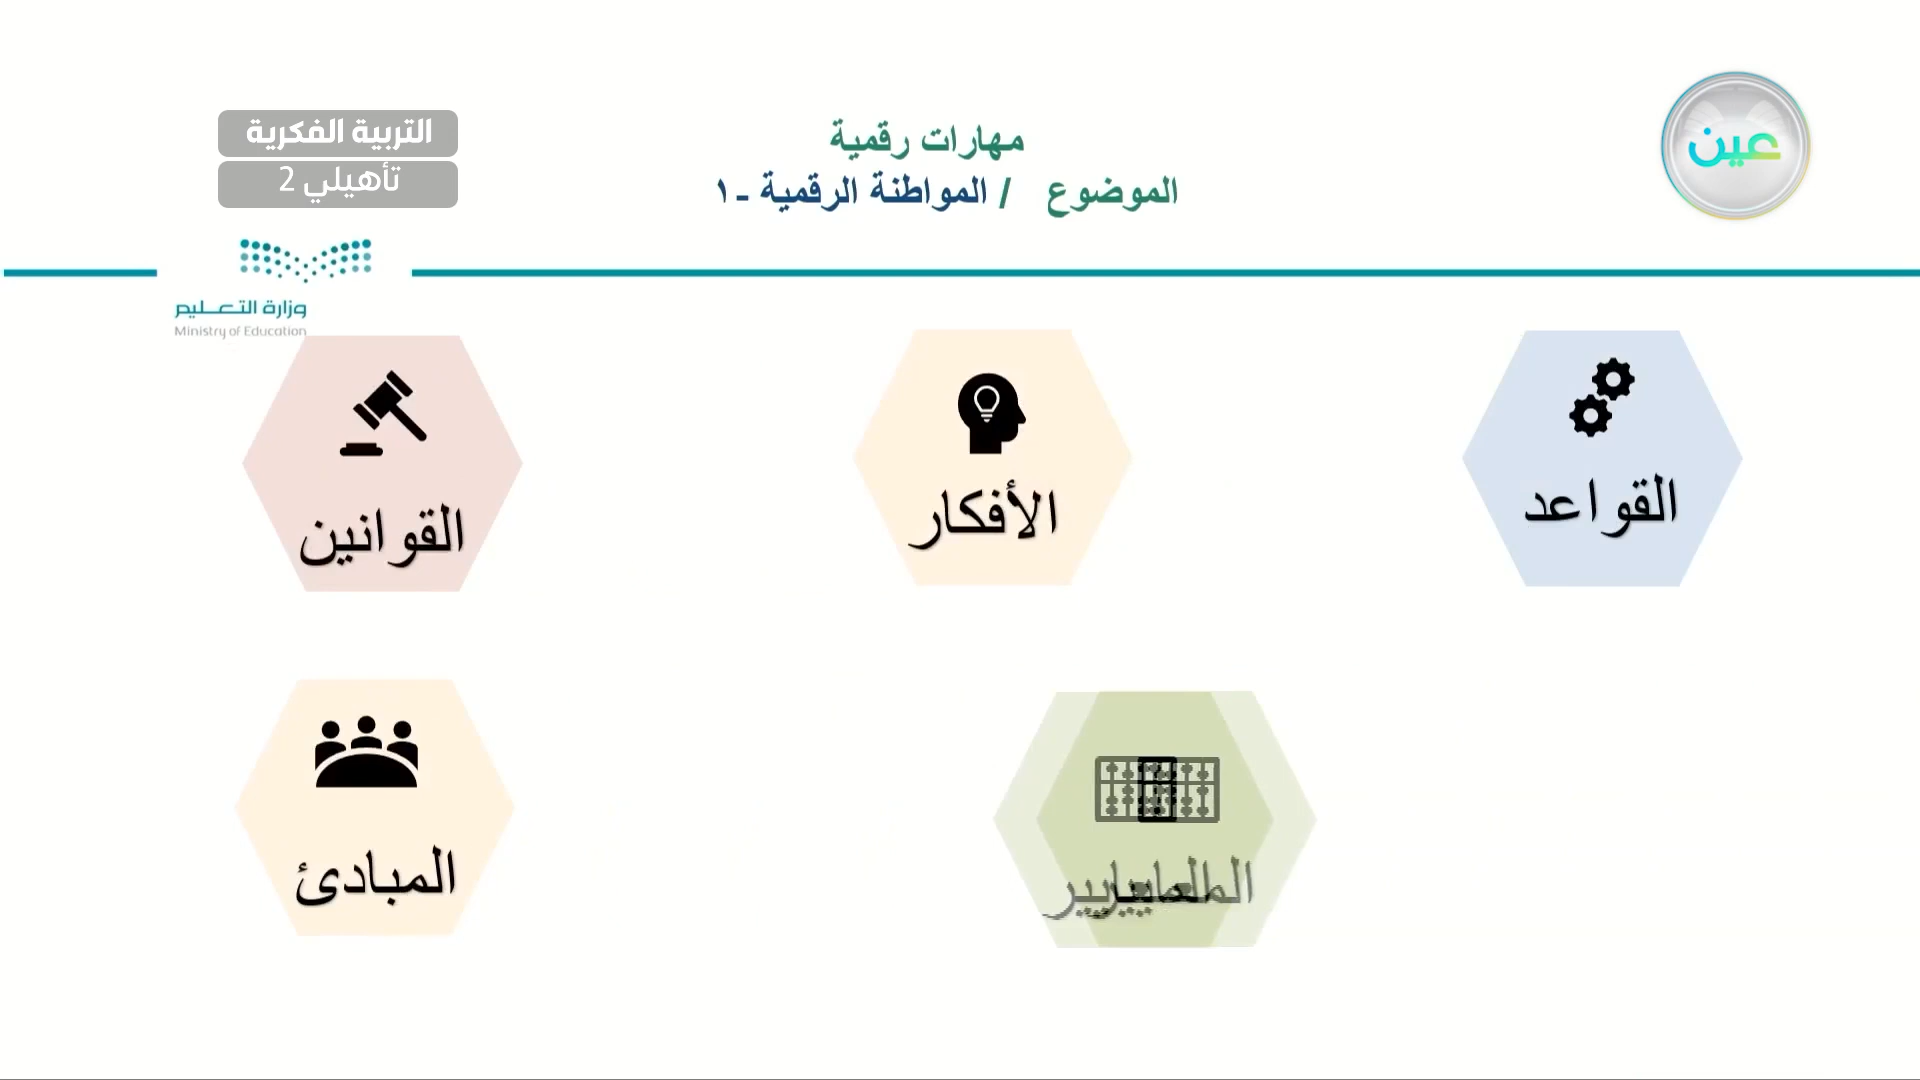 عين
مهارات رقمية
الموضوع / المواطنة الرقمية -١
التربية الفكرية
تأهيلي 2
وزارة التعليم
Ministry of Education
القواعد
الأفكار
القوانين
المعايير
المبادئ